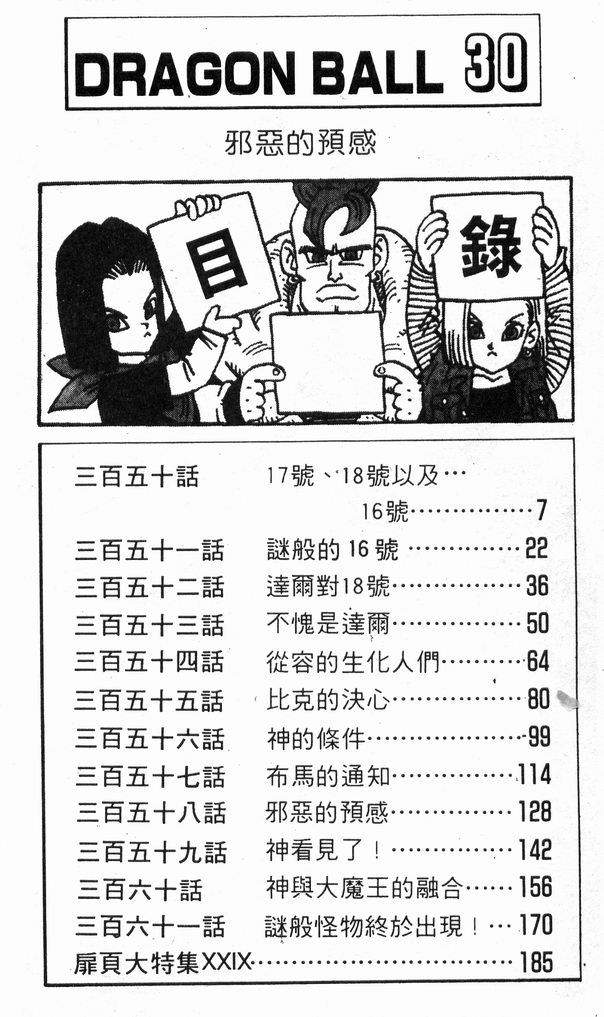 DRAGON BALL 30
邪惡的預感
目
錄
三百五十話 17號、18號以及…
16號……………7
三百五十一話 謎般的16號……………22
三百五十二話 達爾對18號……………36
三百五十三話 不愧是達爾……………50
三百五十四話 從容的生化人們………64
三百五十五話 比克的決心……………80
三百五十六話 神的條件………………99
三百五十七話 布馬的通知……………114
三百五十八話 邪惡的預感……………128
三百五十九話 神看見了！……………142
三百六十話 神與大魔王的融合……156
三百六十一話 謎般怪物終於出現！…170
扉頁大特集XXIX……………………………185